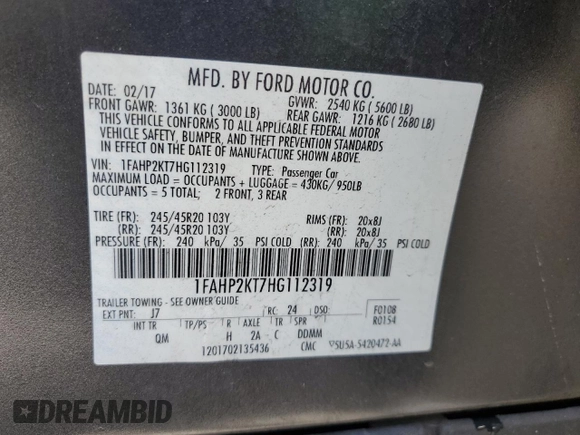 MFD. BY FORD MOTOR CO.
DATE: 02/17 GVWR: 2540 KG ( 5600 LB)
FRONT GAWR: 1361 KG ( 3000 LB) REAR GAWR: 1216 KG ( 2680 LB)
THIS VEHICLE CONFORMS TO ALL APPLICABLE FEDERAL MOTOR
VEHICLE SAFETY, BUMPER, AND THEFT PREVENTION STANDARDS
IN EFFECT ON THE DATE OF MANUFACTURE SHOWN ABOVE.
VIN: 1FAHP2KT7HG112319 TYPE: Passenger Car
MAXIMUM LOAD = OCCUPANTS + LUGGAGE = 430KG/ 950LB
OCCUPANTS = 5 TOTAL; 2 FRONT, 3 REAR
TIRE (FR): 245/45R20 103Y RIMS (FR): 20x8J
(RR): 245/45R20 103Y (RR): 20x8J
PRESSURE (FR): 240 kPa/ 35 PSI COLD (RR): 240 kPa/ 35 PSI COLD
1FAHP2KT7HG112319
TRAILER TOWING - SEE OWNER GUIDE
EXT PNT: J7 RC: 24 DSO: F0108
R0154
INT TR TP/PS R AXLE TR SPR
QM H 2A C DDMM
1201702135436 CMC 5U5A-5420472-AA
DREAMBID